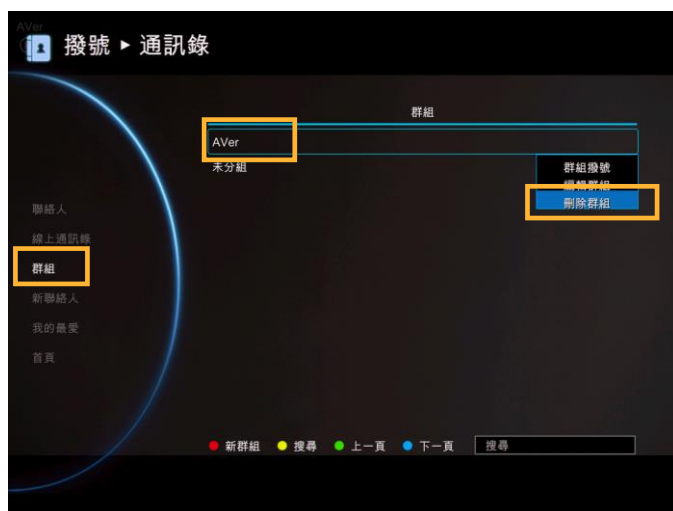 AVer
撥號 ▸ 通訊錄
群組
AVer
未分組
群組撥號
編輯群組
刪除群組
聯絡人
線上通訊錄
群組
新聯絡人
我的最愛
首頁
新群組 搜尋 上一頁 下一頁 搜尋